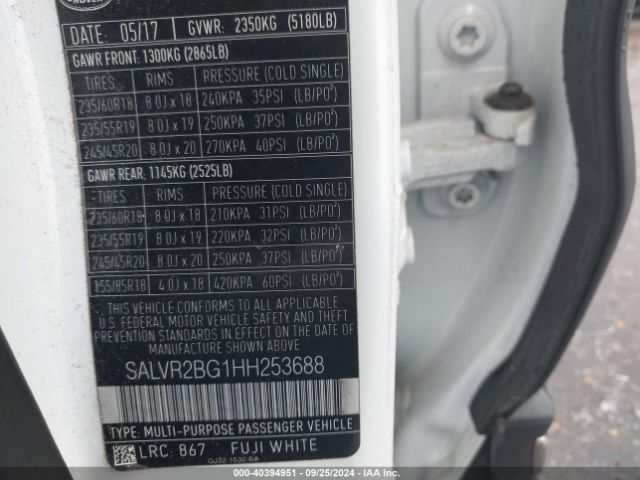 DATE: 05/17 GVWR: 2350KG (5180LB)
GAWR FRONT: 1300KG (2865LB)
TIRES RIMS PRESSURE (COLD SINGLE)
235/60R18 8.0J x 18 240KPA 35PSI (LB/PO²)
235/55R19 8.0J x 19 250KPA 37PSI (LB/PO²)
245/45R20 8.0J x 20 270KPA 40PSI (LB/PO²)
GAWR REAR: 1145KG (2525LB)
TIRES RIMS PRESSURE (COLD SINGLE)
235/60R18 8.0J x 18 210KPA 31PSI (LB/PO²)
235/55R19 8.0J x 19 220KPA 32PSI (LB/PO²)
245/45R20 8.0J x 20 250KPA 37PSI (LB/PO²)
155/85R18 4.0J x 18 420KPA 60PSI (LB/PO²)
THIS VEHICLE CONFORMS TO ALL APPLICABLE
U.S FEDERAL MOTOR VEHICLE SAFETY AND THEFT
PREVENTION STANDARDS IN EFFECT ON THE DATE OF
MANUFACTURE SHOWN ABOVE
SALVR2BG1HH253688
TYPE: MULTI-PURPOSE PASSENGER VEHICLE
LRC: 867 FUJI WHITE
GJ32-1532-BA
000-40394951 - 09/25/2024 - Copyright © IAA, LLC